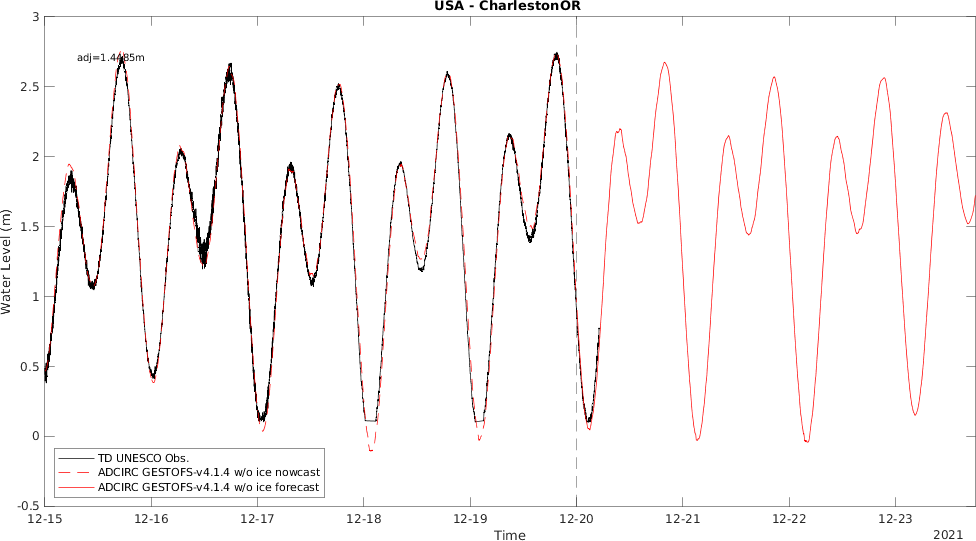 USA - CharlestonOR
3
adj=1.4485m
2.5
2
1.5
1
0.5
0
-0.5
Water Level (m)
TD UNESCO Obs.
ADCIRC GESTOFS-v4.1.4 w/o ice nowcast
ADCIRC GESTOFS-v4.1.4 w/o ice forecast
12-15 12-16 12-17 12-18 12-19 12-20 12-21 12-22 12-23
Time
2021